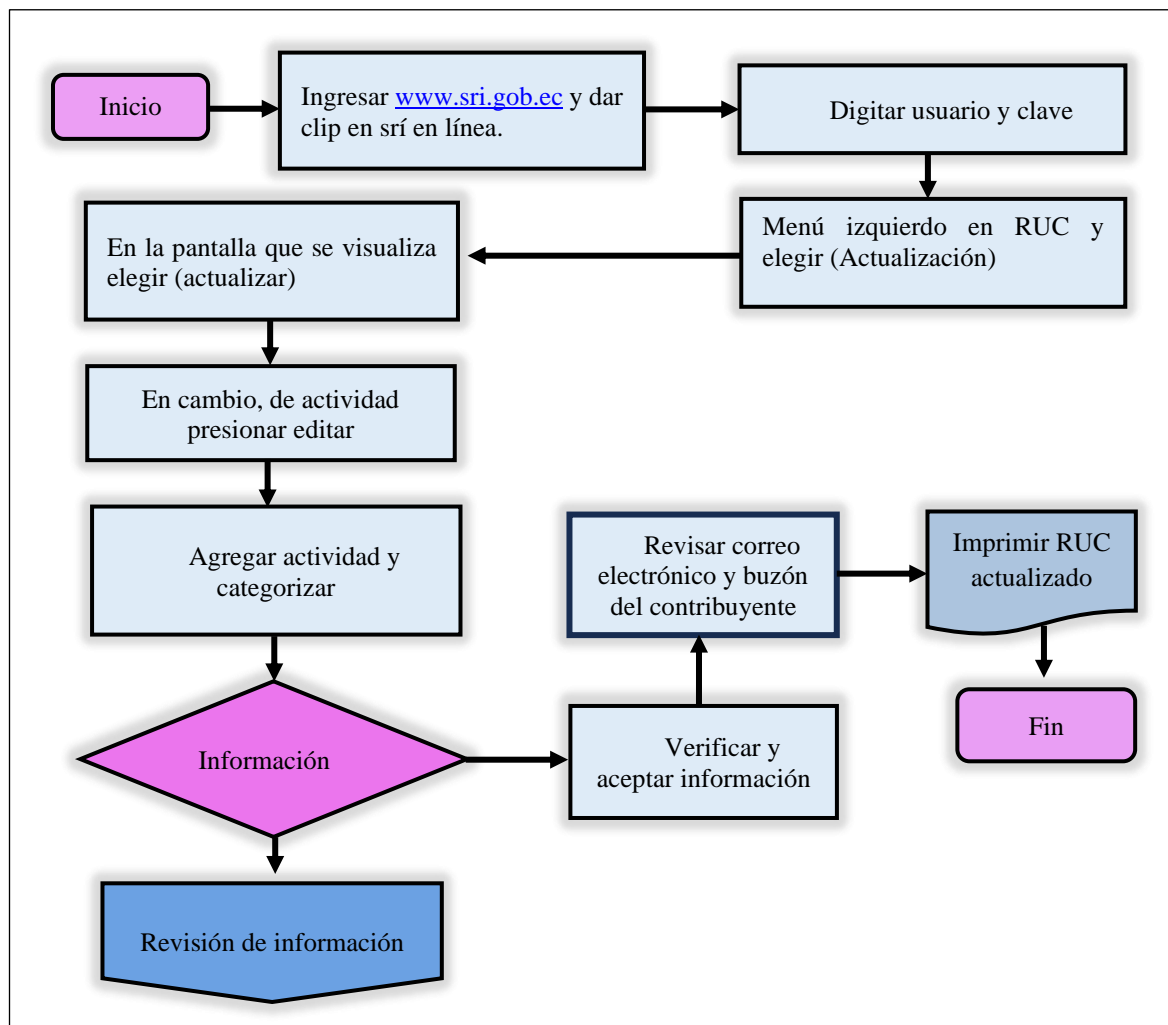 Inicio
Ingresar www.sri.gob.ec y dar
clip en srí en línea.
Digitar usuario y clave
Menú izquierdo en RUC y
elegir (Actualización)
En la pantalla que se visualiza
elegir (actualizar)
En cambio, de actividad
presionar editar
Agregar actividad y
categorizar
Información
Revisión de información
Verificar y
aceptar información
Revisar correo
electrónico y buzón
del contribuyente
Imprimir RUC
actualizado
Fin